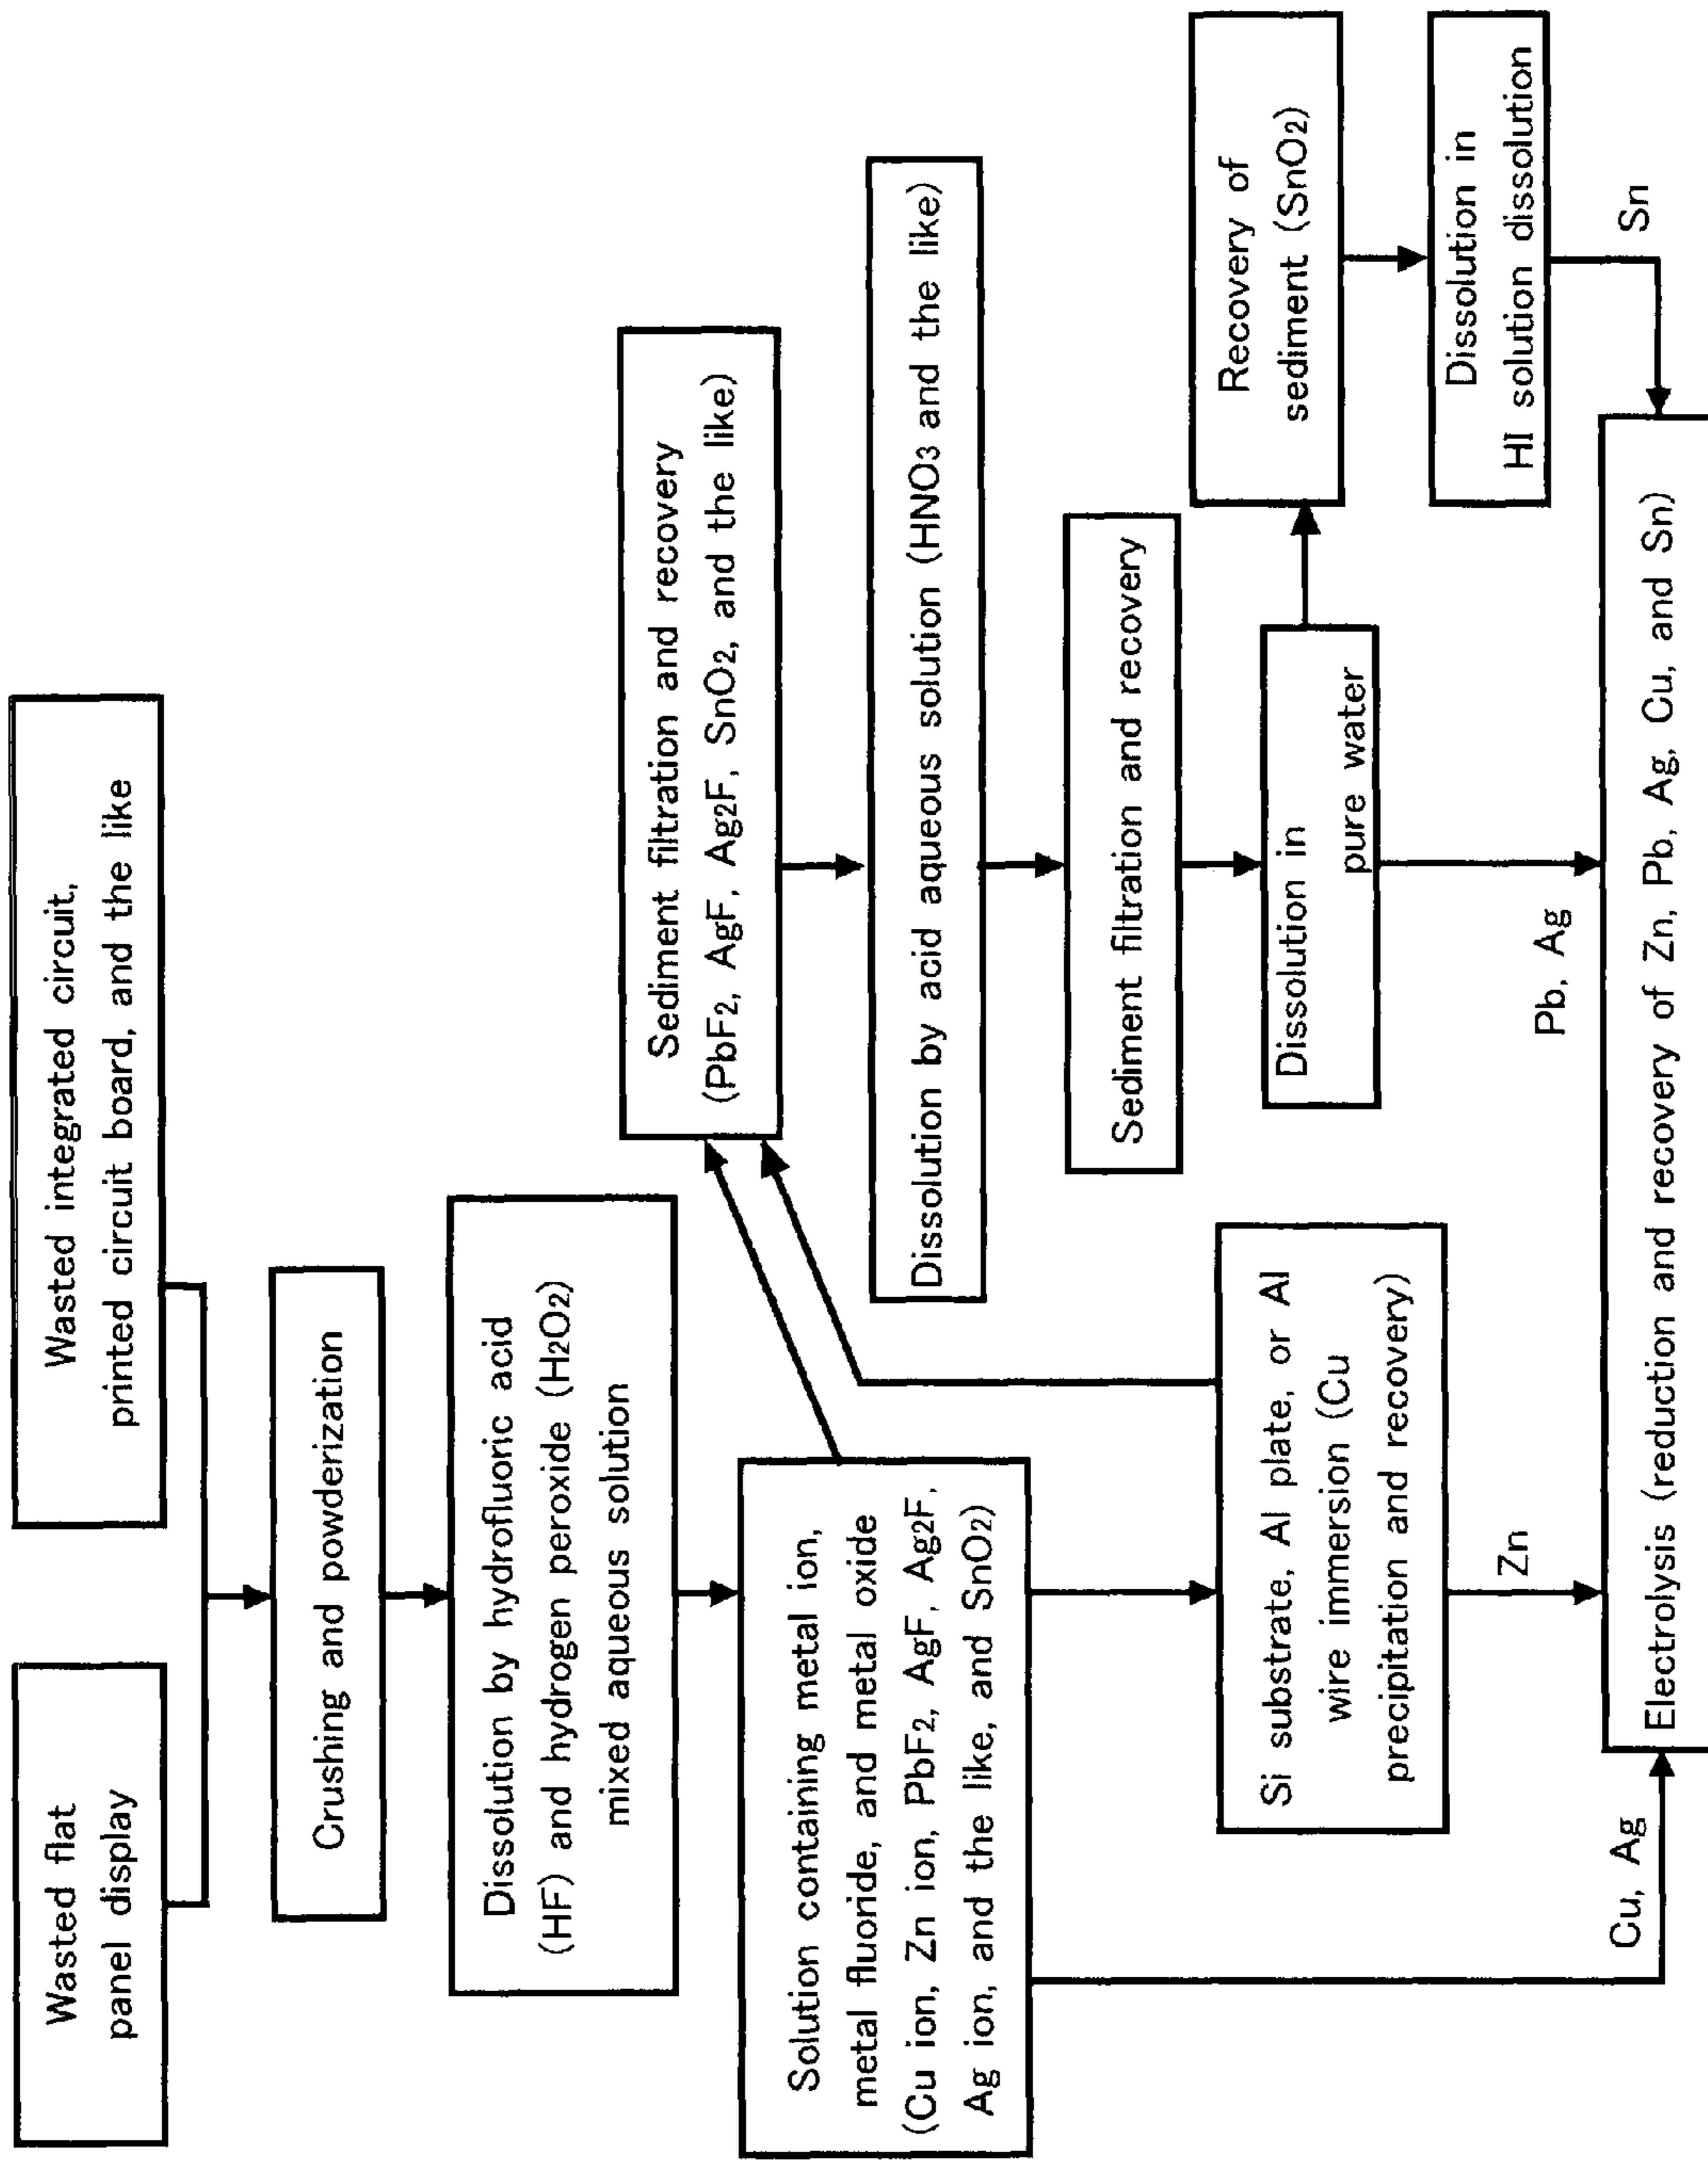 Wasted flat
panel display
Wasted integrated circuit,
printed circuit board, and the like
Crushing and powderization
Dissolution by hydrofluoric acid
(HF) and hydrogen peroxide (H2O2)
mixed aqueous solution
Solution containing metal ion,
metal fluoride, and metal oxide
(Cu ion, Zn ion, PbF2, AgF, Ag2F,
Ag ion, and the like, and SnO2)
Sediment filtration and recovery
(PbF2, AgF, Ag2F, SnO2, and the like)
Dissolution by acid aqueous solution (HNO3 and the like)
Sediment filtration and recovery
Dissolution in
pure water
Recovery of
sediment (SnO2)
Dissolution in
HI solution dissolution
Si substrate, Al plate, or Al
wire immersion (Cu
precipitation and recovery)
Cu, Ag
Zn
Pb, Ag
Sn
Electrolysis (reduction and recovery of Zn, Pb, Ag, Cu, and Sn)